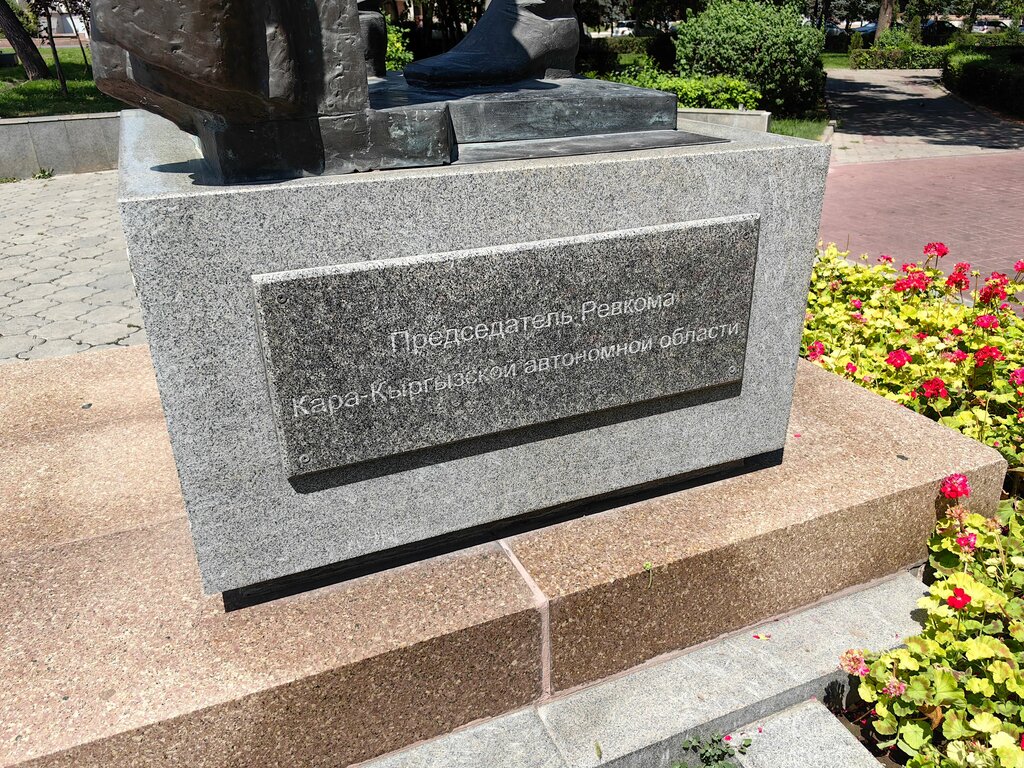 Председатель Ревкома
Кара-Кыргызской автономной области